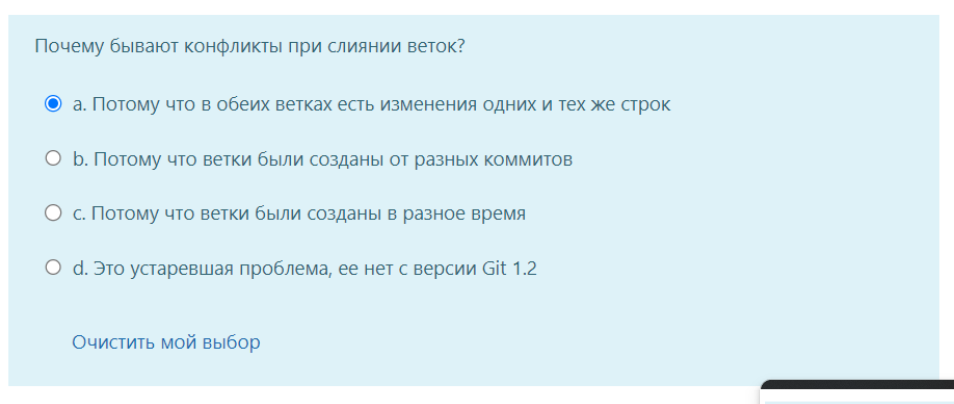 Почему бывают конфликты при слиянии веток?
a. Потому что в обеих ветках есть изменения одних и тех же строк
b. Потому что ветки были созданы от разных коммитов
c. Потому что ветки были созданы в разное время
d. Это устаревшая проблема, ее нет с версии Git 1.2
Очистить мой выбор